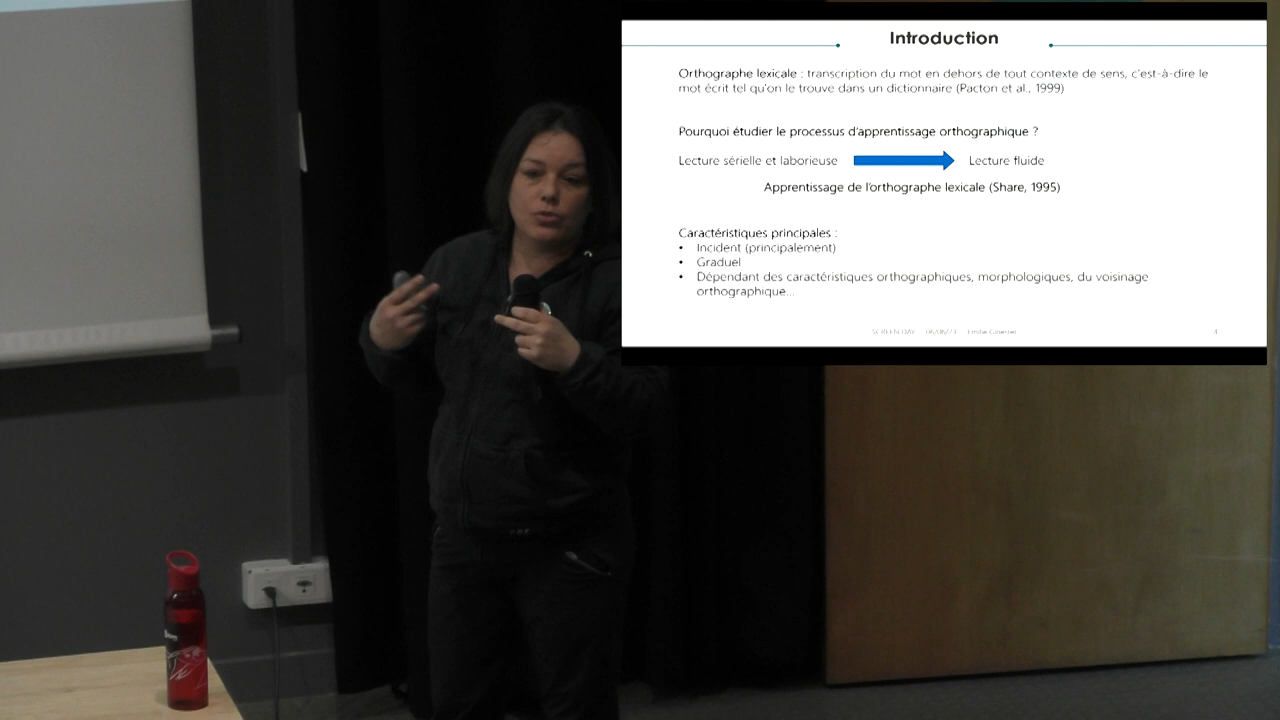 Introduction
Orthographe lexicale : transcription du mot en dehors de tout contexte de sens, c'est-à-dire le
mot écrit tel qu'on le trouve dans un dictionnaire (Pacton et al., 1999)
Pourquoi étudier le processus d'apprentissage orthographique ?
Lecture sérielle et laborieuse
Lecture fluide
Apprentissage de l'orthographe lexicale (Share, 1995)
Caractéristiques principales :
• Incident (principalement)
• Graduel
• Dépendant des caractéristiques orthographiques, morphologiques, du voisinage
orthographique...
4